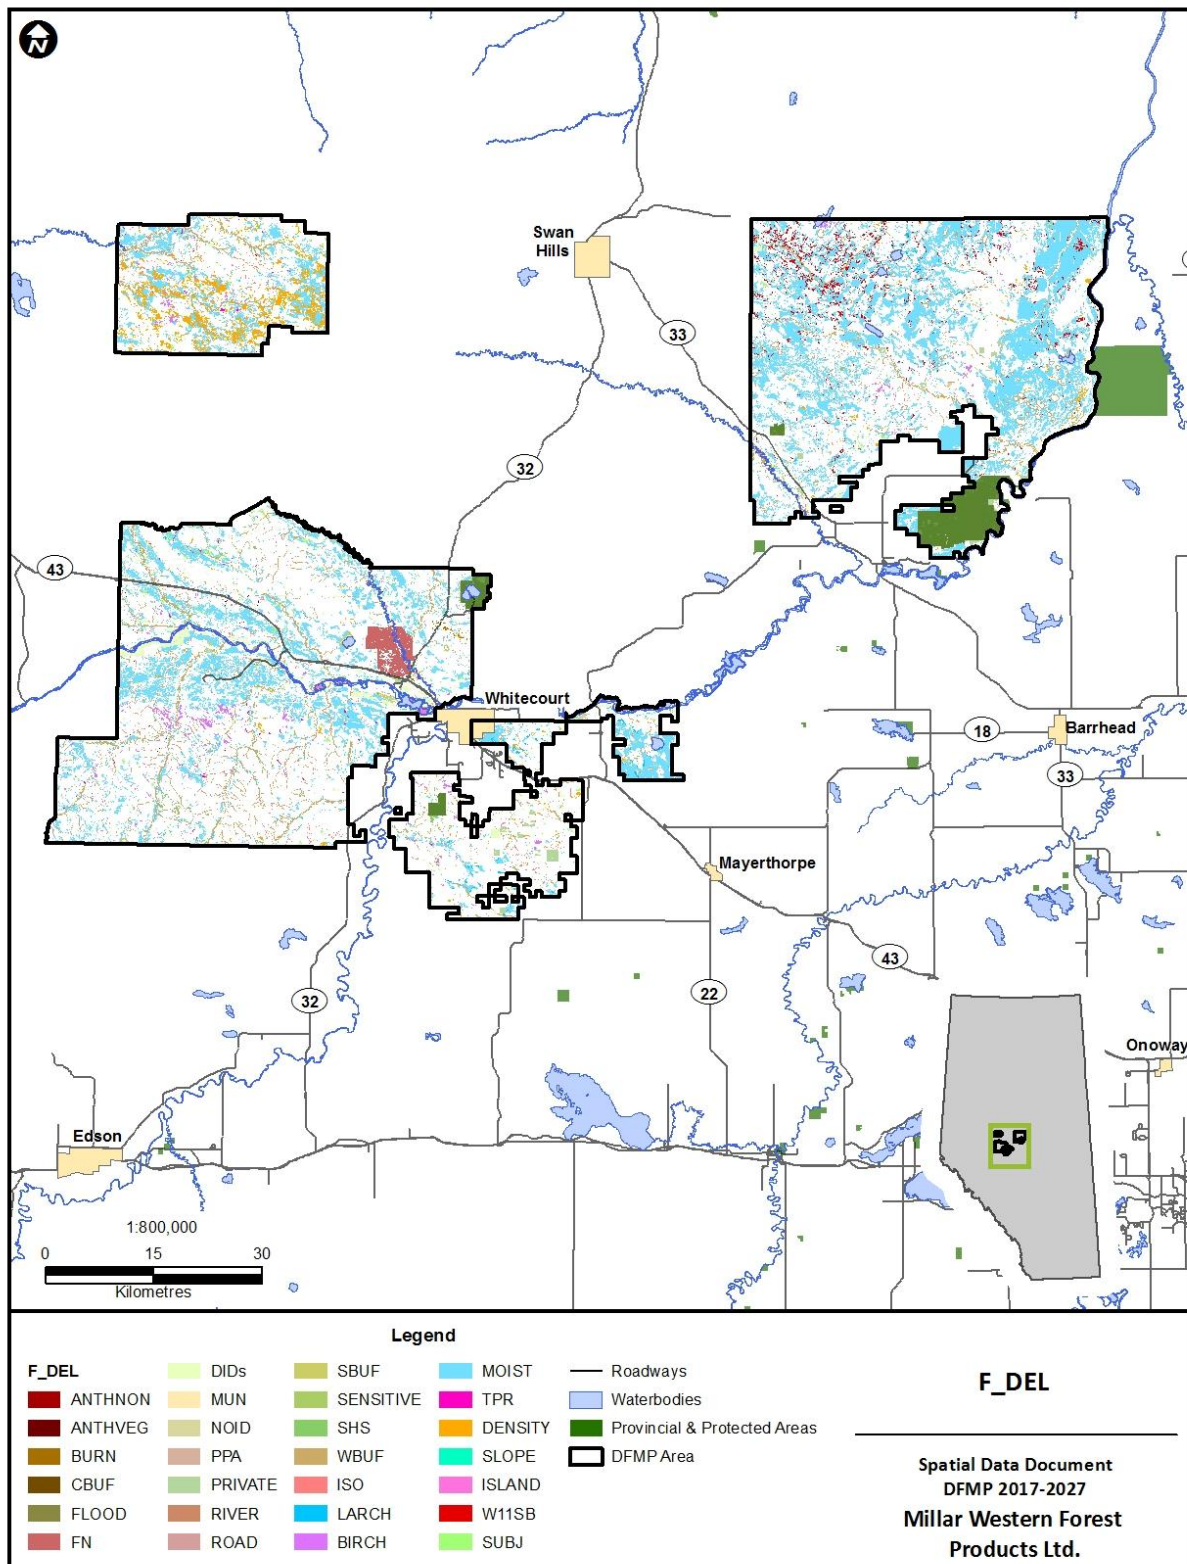 N
Swan
Hills
33
32
43
Whitecourt
18
Barrhead
33
Mayerthorpe
43
32
22
Onoway
Edson
1:800,000
0 15 30
Kilometres
Legend
F_DEL
ANTHNON
ANTHVEG
BURN
CBUF
FLOOD
FN
DIDs
MUN
NOID
PPA
PRIVATE
RIVER
ROAD
SBUF
SENSITIVE
SHS
WBUF
ISO
LARCH
BIRCH
MOIST
TPR
DENSITY
SLOPE
ISLAND
W11SB
SUBJ
Roadways
Waterbodies
Provincial & Protected Areas
DFMP Area
F_DEL
Spatial Data Document
DFMP 2017-2027
Millar Western Forest
Products Ltd.